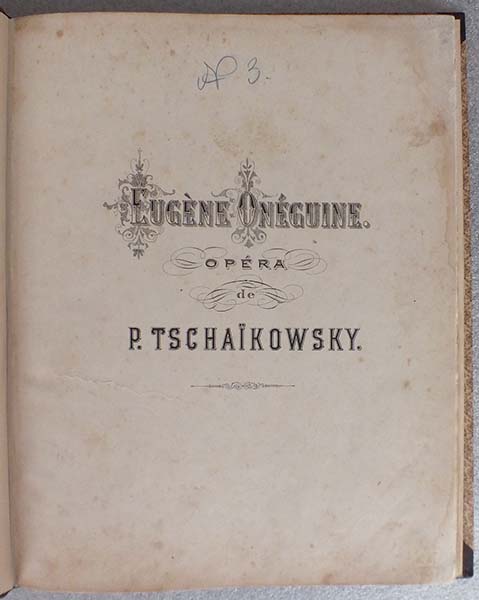 № 3.
EUGÈNE ONÉGUINE.
OPÉRA
de
P. TSCHAÏKOWSKY.